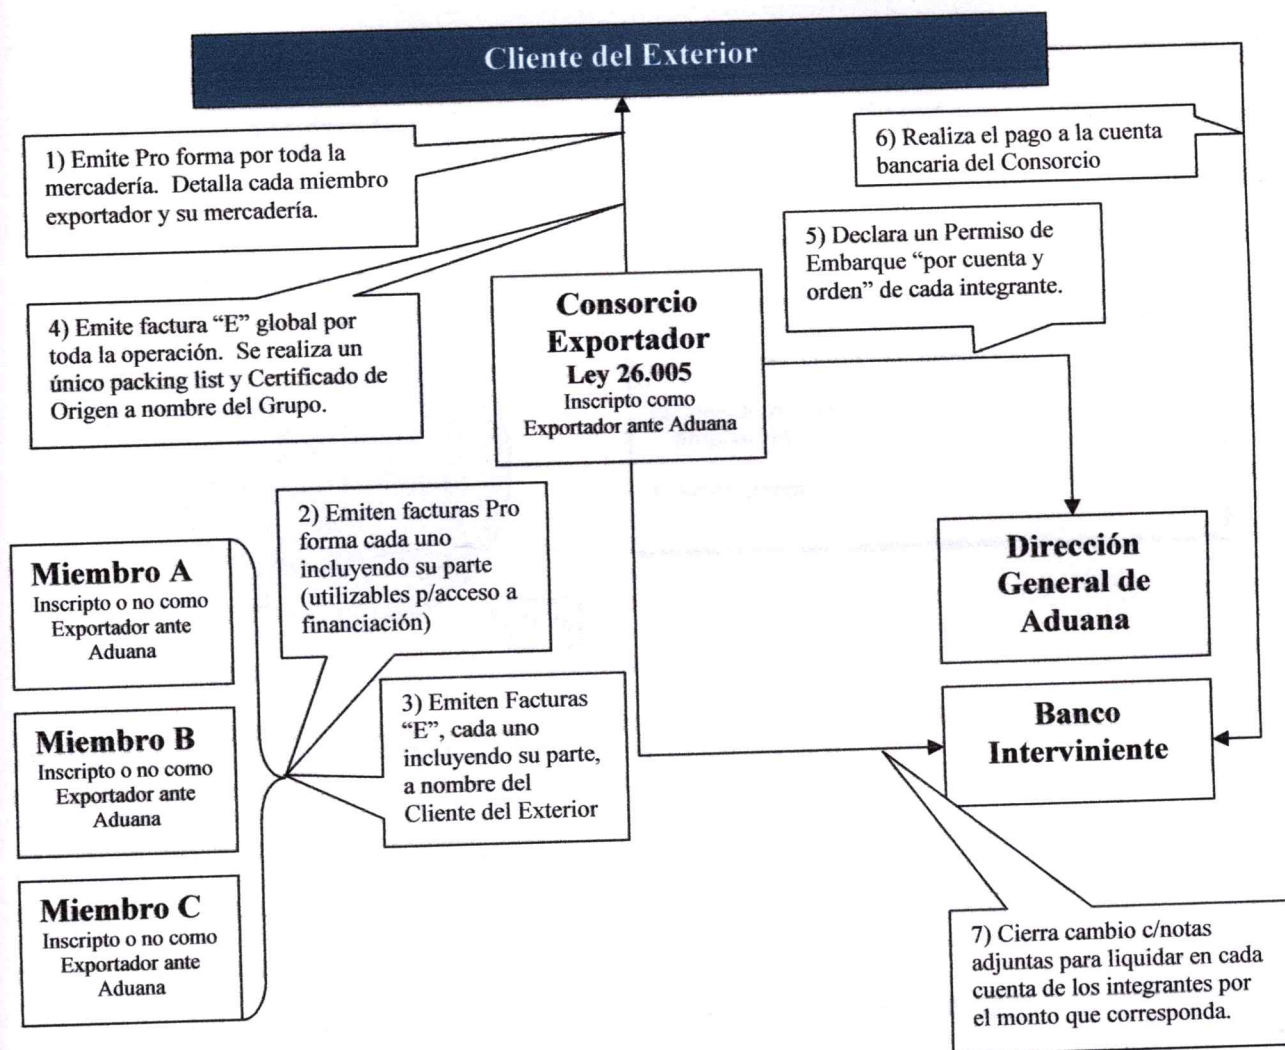 Cliente del Exterior
1) Emite Pro forma por toda la
mercadería. Detalla cada miembro
exportador y su mercadería.
6) Realiza el pago a la cuenta
bancaria del Consorcio
5) Declara un Permiso de
Embarque “por cuenta y
orden” de cada integrante.
4) Emite factura “E” global por
toda la operación. Se realiza un
único packing list y Certificado de
Origen a nombre del Grupo.
Consorcio
Exportador
Ley 26.005
Inscripto como
Exportador ante Aduana
2) Emiten facturas Pro
forma cada uno
incluyendo su parte
(utilizables p/acceso a
financiación)
Miembro A
Inscripto o no como
Exportador ante
Aduana
Dirección
General de
Aduana
3) Emiten Facturas
“E”, cada uno
incluyendo su parte,
a nombre del
Cliente del Exterior
Miembro B
Inscripto o no como
Exportador ante
Aduana
Banco
Interviniente
Miembro C
Inscripto o no como
Exportador ante
Aduana
7) Cierra cambio c/notas
adjuntas para liquidar en cada
cuenta de los integrantes por
el monto que corresponda.